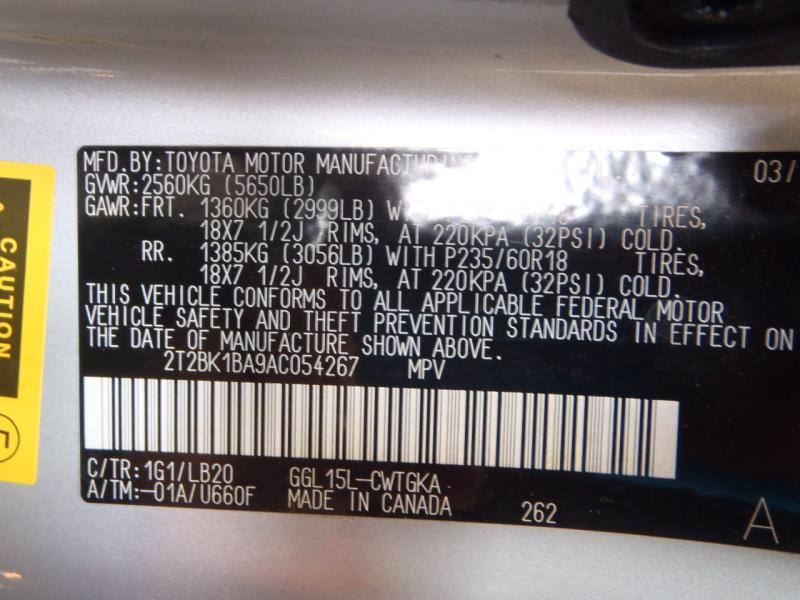 MFD.BY:TOYOTA MOTOR MANUFACTURING 03/
GVWR:2560KG (5650LB)
GAWR:FRT. 1360KG (2999LB) WITH TIRES,
18X7 1/2J RIMS, AT 220KPA (32PSI) COLD.
RR. 1385KG (3056LB) WITH P235/60R18 TIRES,
18X7 1/2J RIMS, AT 220KPA (32PSI) COLD.
THIS VEHICLE CONFORMS TO ALL APPLICABLE FEDERAL MOTOR
VEHICLE SAFETY AND THEFT PREVENTION STANDARDS IN EFFECT ON
THE DATE OF MANUFACTURE SHOWN ABOVE.
2T2BK1BA9AC054267 MPV
C/TR:1G1/LB20 GGL15L-CWTGKA
A/TM:-01A/U660F MADE IN CANADA 262 A
CAUTION